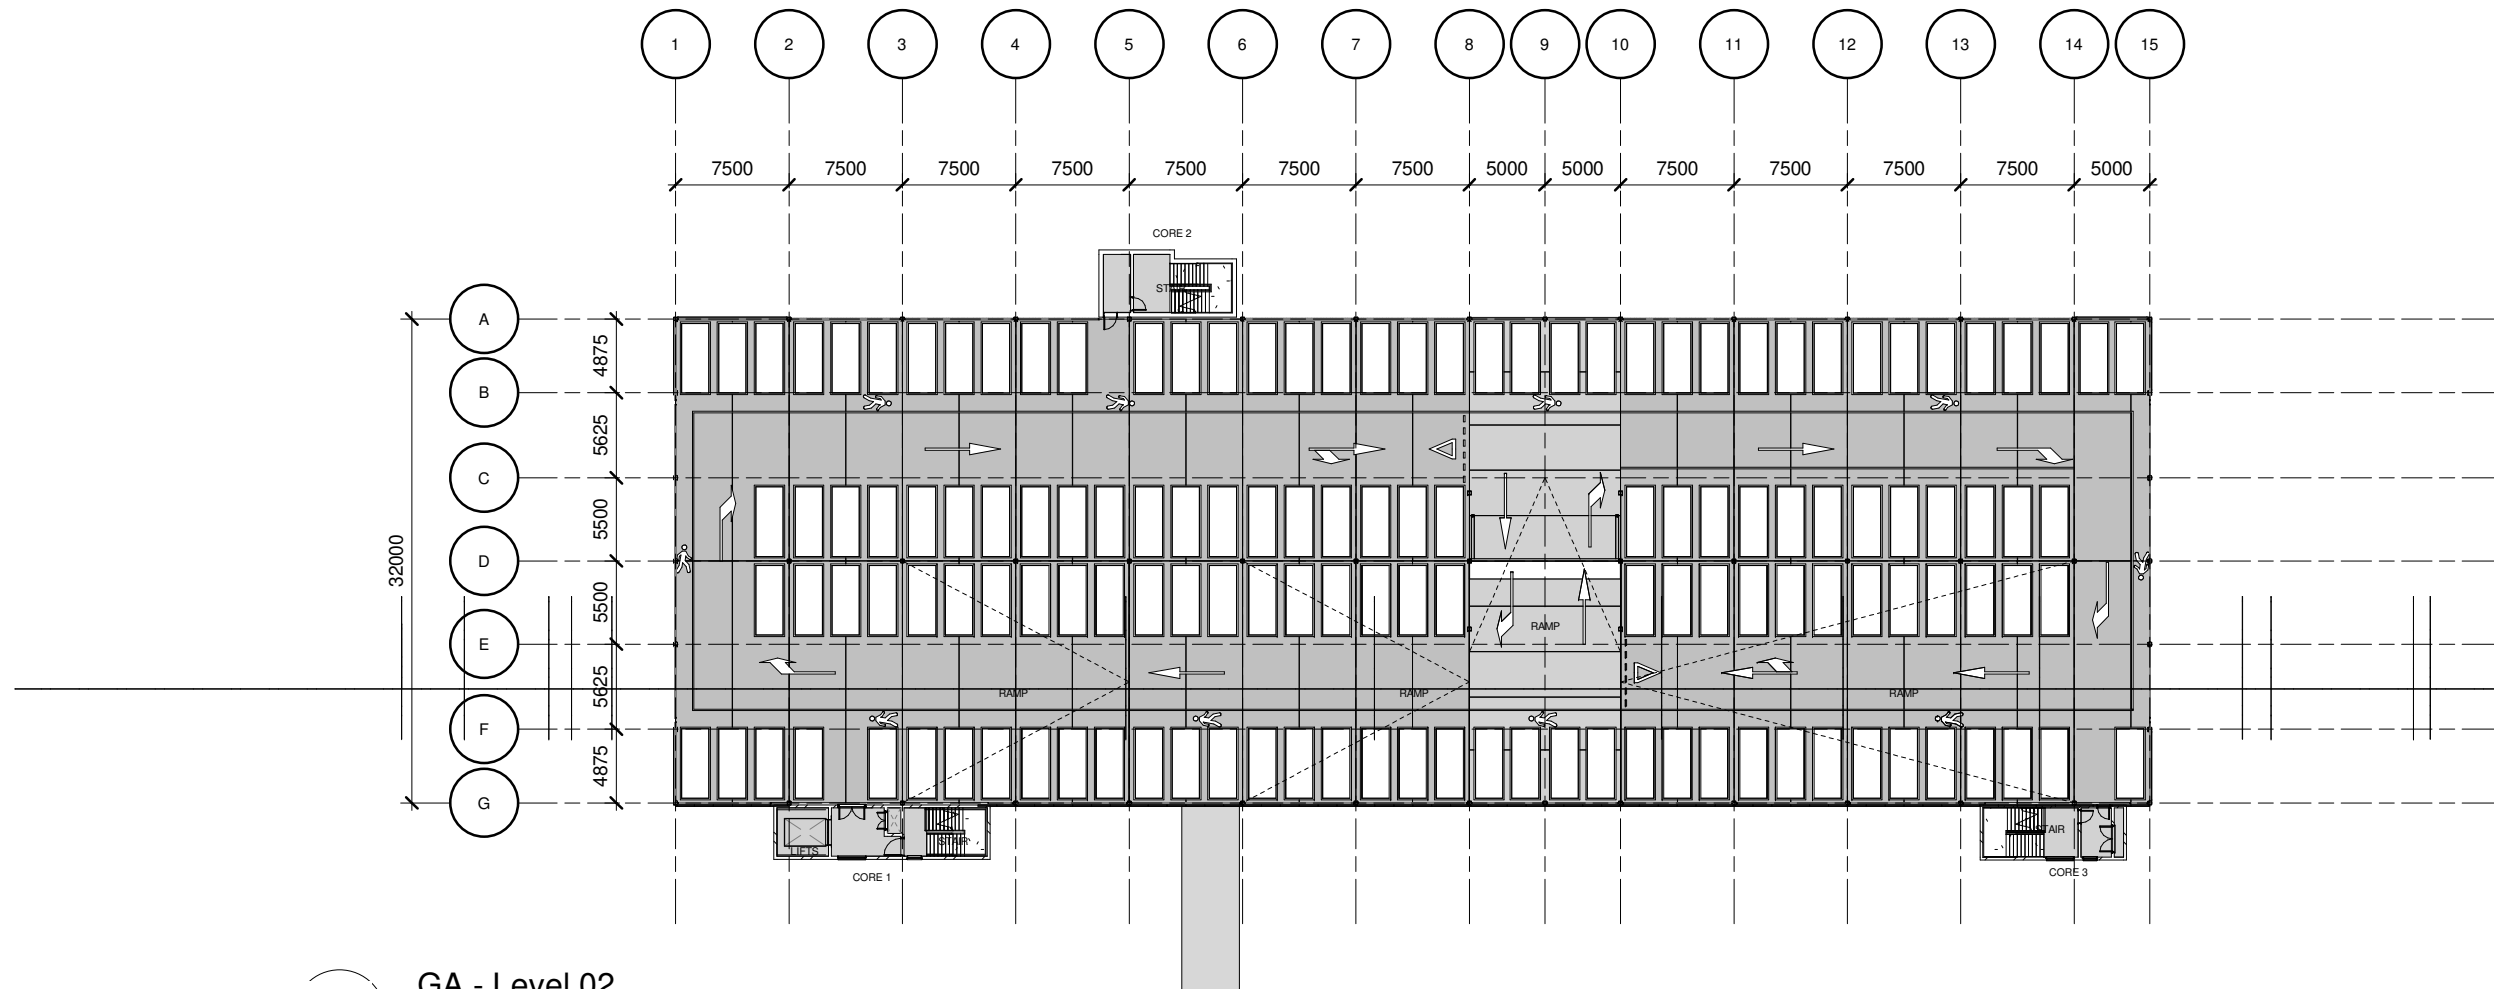 1 2 3 4 5 6 7 8 9 10 11 12 13 14 15
7500 7500 7500 7500 7500 7500 7500 5000 5000 7500 7500 7500 7500 5000
CORE 2
STAIR
A
4875
B
5625
C
5500
D
32000
5500
E
RAMP
5625
RAMP RAMP RAMP
F
4875
G
STAIR
STAIR
LIFTS
CORE 3
CORE 1
GA - Level 02